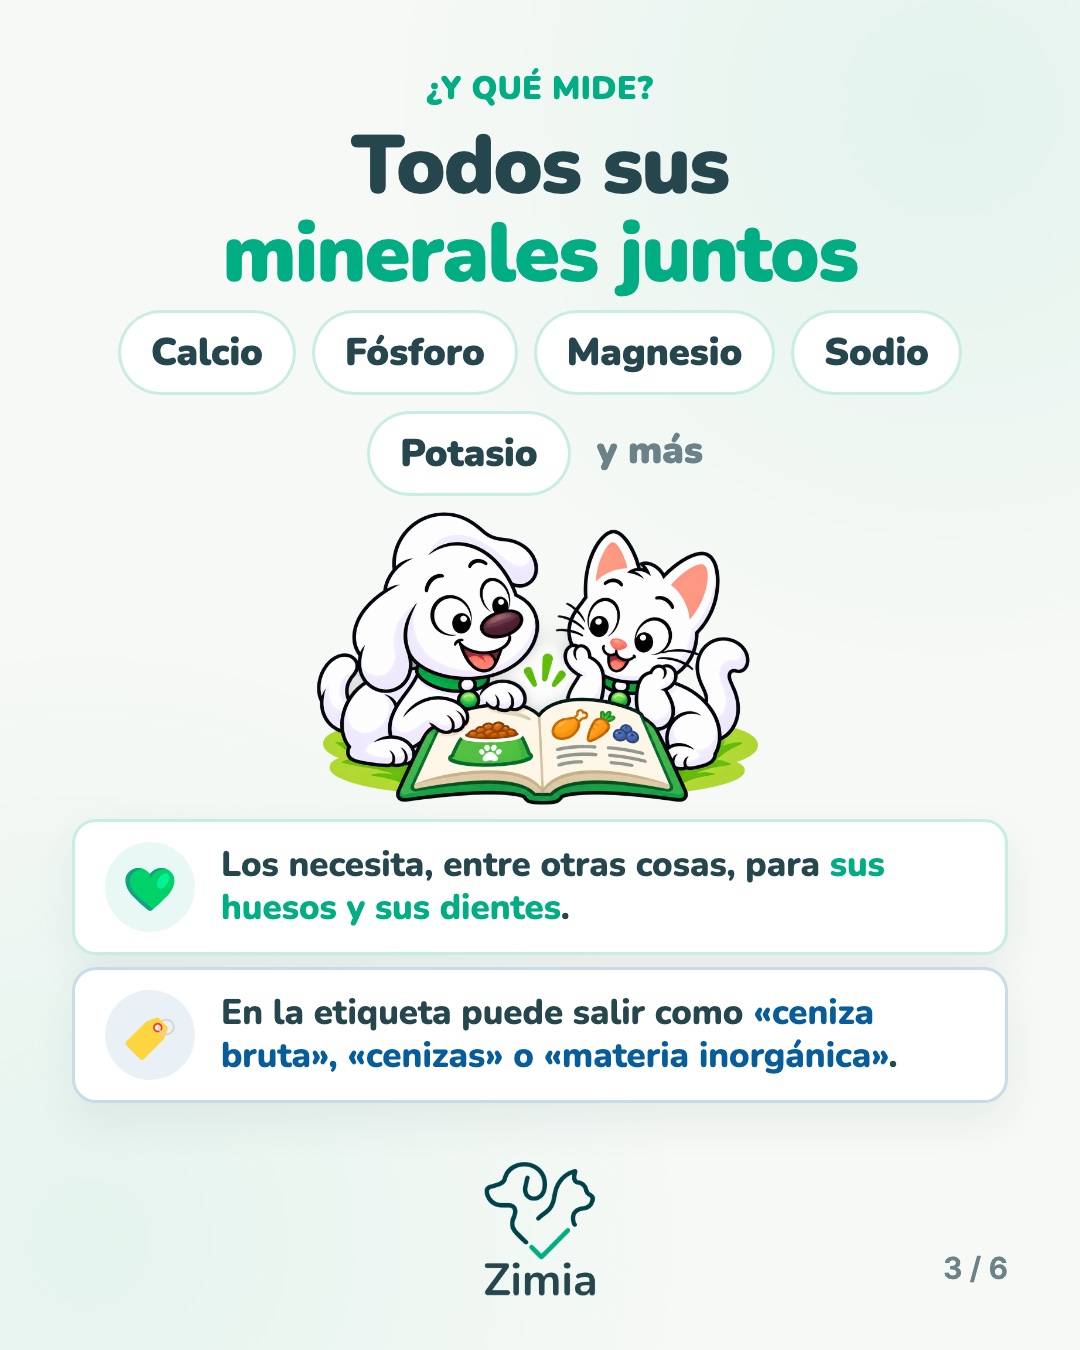 ¿Y QUÉ MIDE?
Todos sus
minerales juntos
Calcio
Fósforo
Magnesio
Sodio
Potasio
y más
Los necesita, entre otras cosas, para sus
huesos y sus dientes.
En la etiqueta puede salir como «ceniza
bruta», «cenizas» o «materia inorgánica».
Zimia
3 / 6